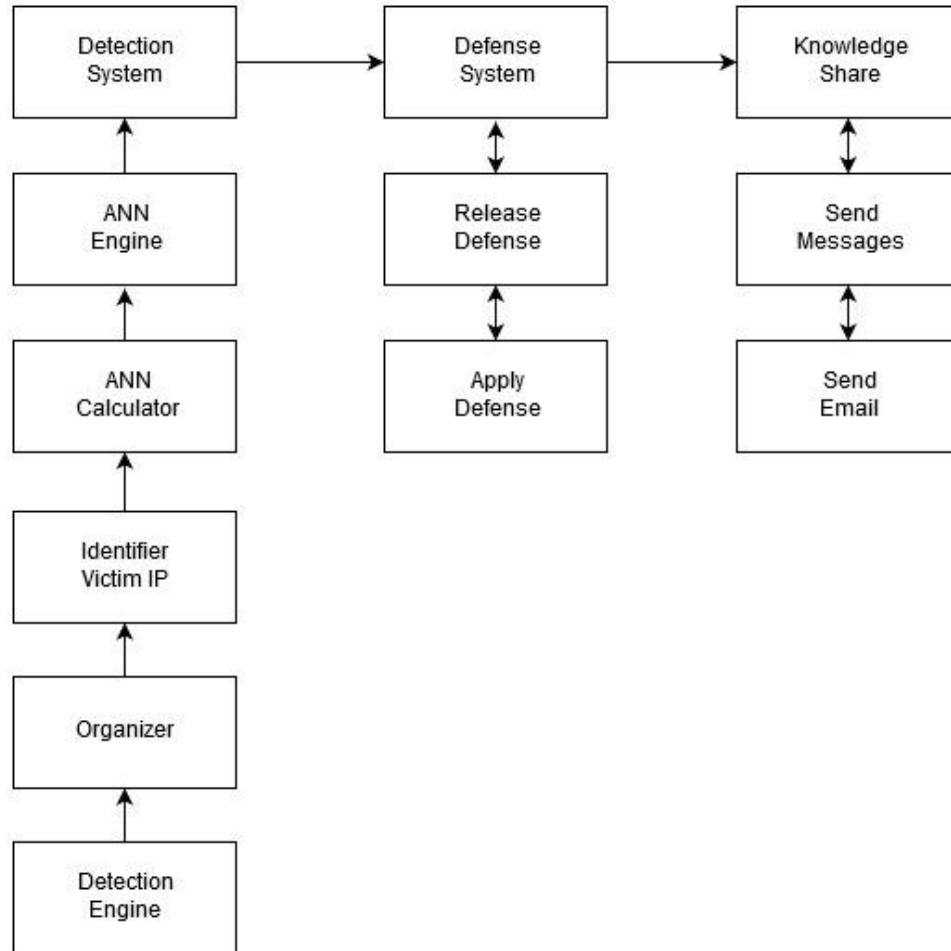 Detection
System
Defense
System
Knowledge
Share
ANN
Engine
Release
Defense
Send
Messages
ANN
Calculator
Apply
Defense
Send
Email
Identifier
Victim IP
Organizer
Detection
Engine